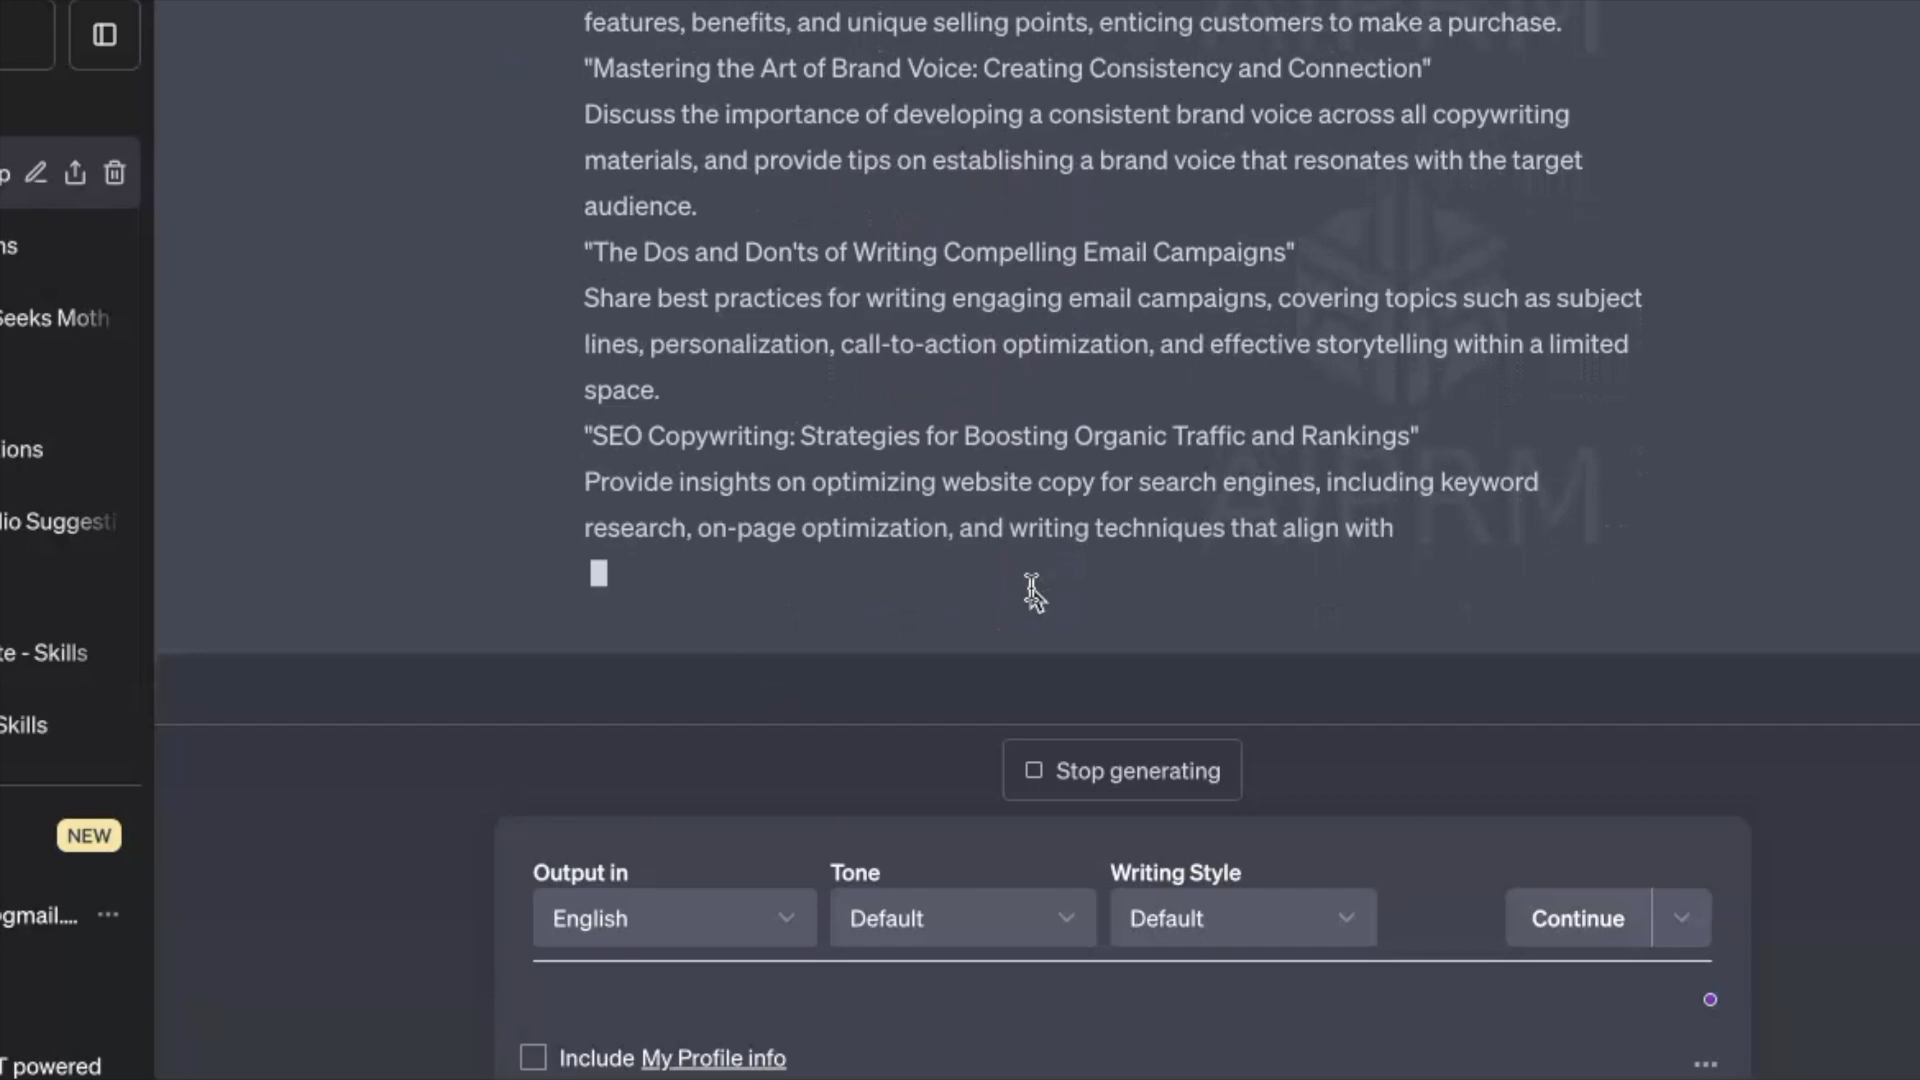 features, benefits, and unique selling points, enticing customers to make a purchase.
"Mastering the Art of Brand Voice: Creating Consistency and Connection"
Discuss the importance of developing a consistent brand voice across all copywriting
materials, and provide tips on establishing a brand voice that resonates with the target
audience.
"The Dos and Don'ts of Writing Compelling Email Campaigns"
Share best practices for writing engaging email campaigns, covering topics such as subject
lines, personalization, call-to-action optimization, and effective storytelling within a limited
space.
"SEO Copywriting: Strategies for Boosting Organic Traffic and Rankings"
Provide insights on optimizing website copy for search engines, including keyword
research, on-page optimization, and writing techniques that align with
AIPRM
p
ns
Seeks Moth
ions
lio Suggesti
te - Skills
Skills
NEW
gmail....
T powered
Stop generating
Output in
Tone
Writing Style
English
Default
Default
Continue
Include My Profile info